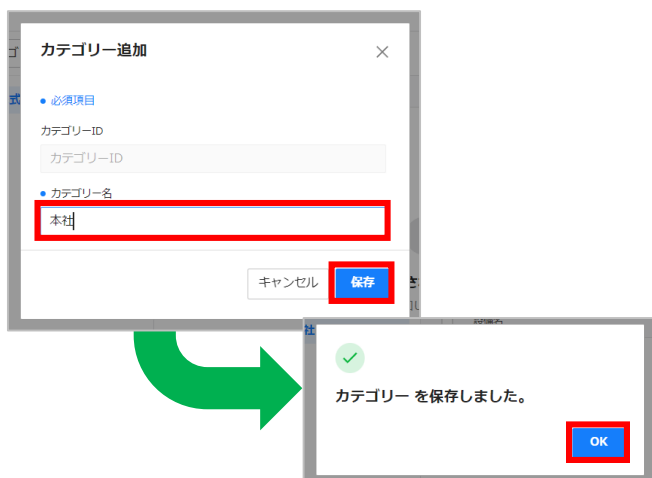 カテゴリー追加
必須項目
カテゴリーID
カテゴリーID
カテゴリー名
本社
キャンセル
保存
カテゴリー を保存しました。
OK